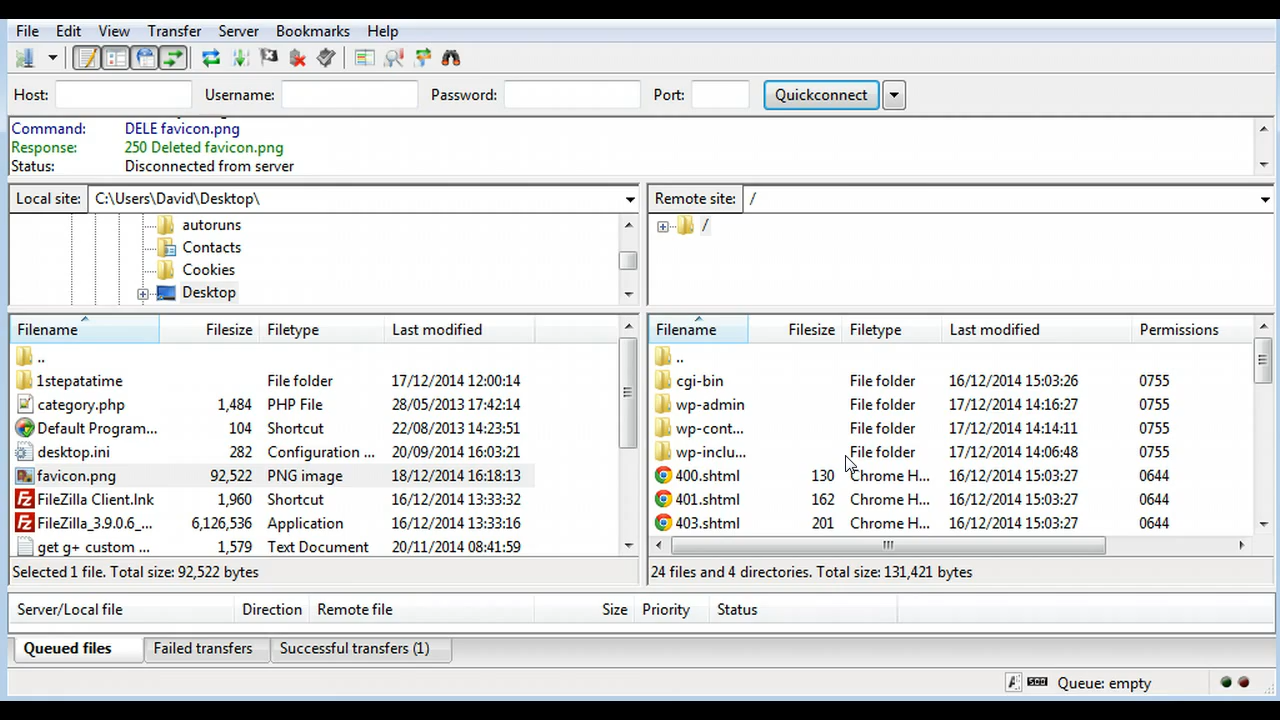 File Edit View Transfer Server Bookmarks Help
Host: Username: Password: Port: Quickconnect
Command: DELE favicon.png
Response: 250 Deleted favicon.png
Status: Disconnected from server
Local site: C:\Users\David\Desktop\
autoruns
Contacts
Cookies
Desktop
Filename Filesize Filetype Last modified
..
1stepatatime File folder 17/12/2014 12:00:14
category.php 1,484 PHP File 28/05/2013 17:42:14
Default Program... 104 Shortcut 22/08/2013 14:23:51
desktop.ini 282 Configuration ... 20/09/2014 16:03:21
favicon.png 92,522 PNG image 18/12/2014 16:18:13
FileZilla Client.lnk 1,960 Shortcut 16/12/2014 13:33:32
FileZilla_3.9.0.6_... 6,126,536 Application 16/12/2014 13:33:16
get g+ custom ... 1,579 Text Document 20/11/2014 08:41:59
Selected 1 file. Total size: 92,522 bytes
Remote site: /
/
Filename Filesize Filetype Last modified Permissions
..
cgi-bin File folder 16/12/2014 15:03:26 0755
wp-admin File folder 17/12/2014 14:16:27 0755
wp-cont... File folder 17/12/2014 14:14:11 0755
wp-inclu... File folder 17/12/2014 14:06:48 0755
400.shtml 130 Chrome H... 16/12/2014 15:03:27 0644
401.shtml 162 Chrome H... 16/12/2014 15:03:27 0644
403.shtml 201 Chrome H... 16/12/2014 15:03:27 0644
24 files and 4 directories. Total size: 131,421 bytes
Server/Local file Direction Remote file Size Priority Status
Queued files Failed transfers Successful transfers (1)
Queue: empty